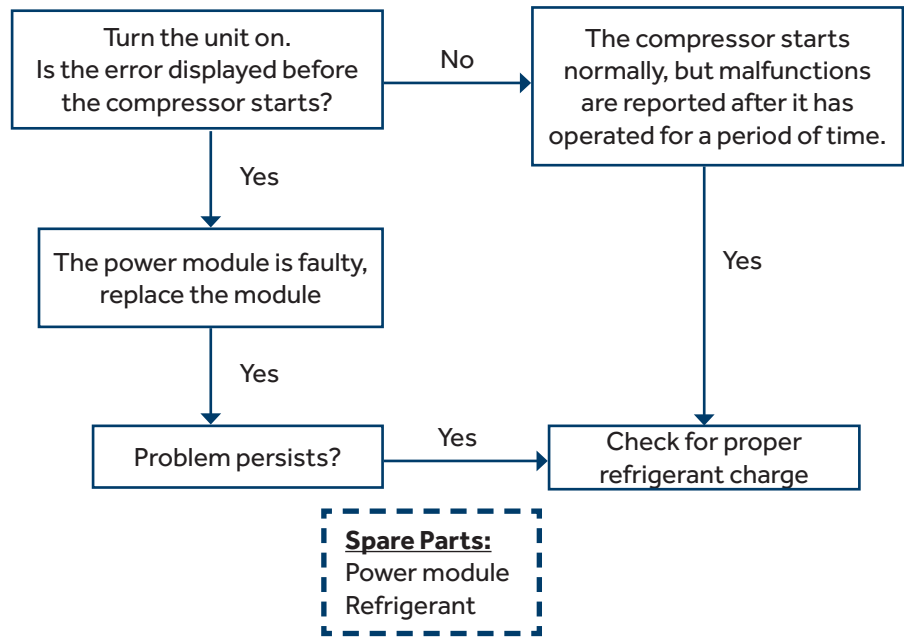 Turn the unit on.
Is the error displayed before
the compressor starts?
No
The compressor starts
normally, but malfunctions
are reported after it has
operated for a period of time.
Yes
The power module is faulty,
replace the module
Yes
Yes
Problem persists?
Yes
Check for proper
refrigerant charge
Spare Parts:
Power module
Refrigerant